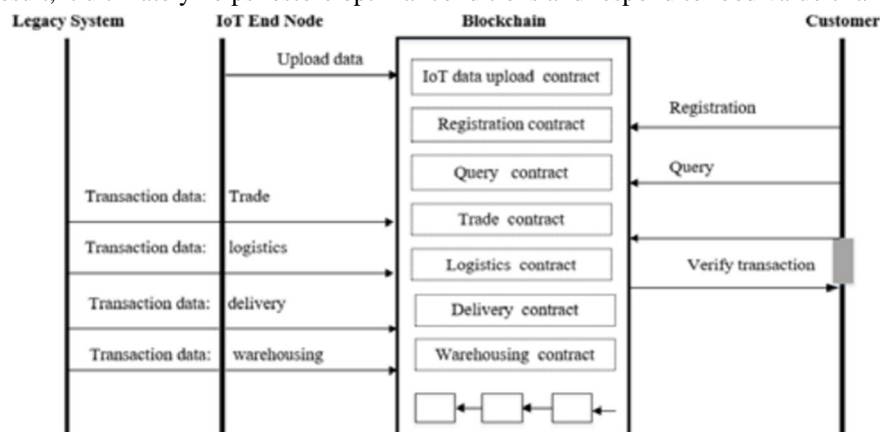 Legacy System IoT End Node Blockchain Customer
Upload data
IoT data upload contract
Registration
Registration contract
Query
Query contract
Transaction data: Trade
Trade contract
Transaction data: logistics
Logistics contract
Verify transaction
Transaction data: delivery
Delivery contract
Transaction data: warehousing
Warehousing contract